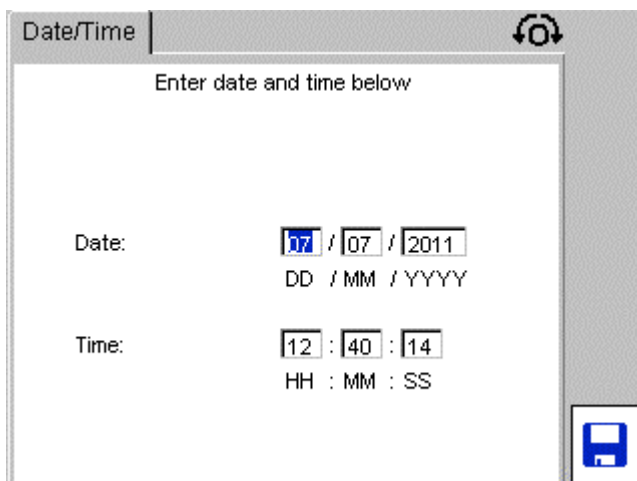 Date/Time
Enter date and time below
Date: 07 / 07 / 2011
DD / MM / YYYY
Time: 12 : 40 : 14
HH : MM : SS